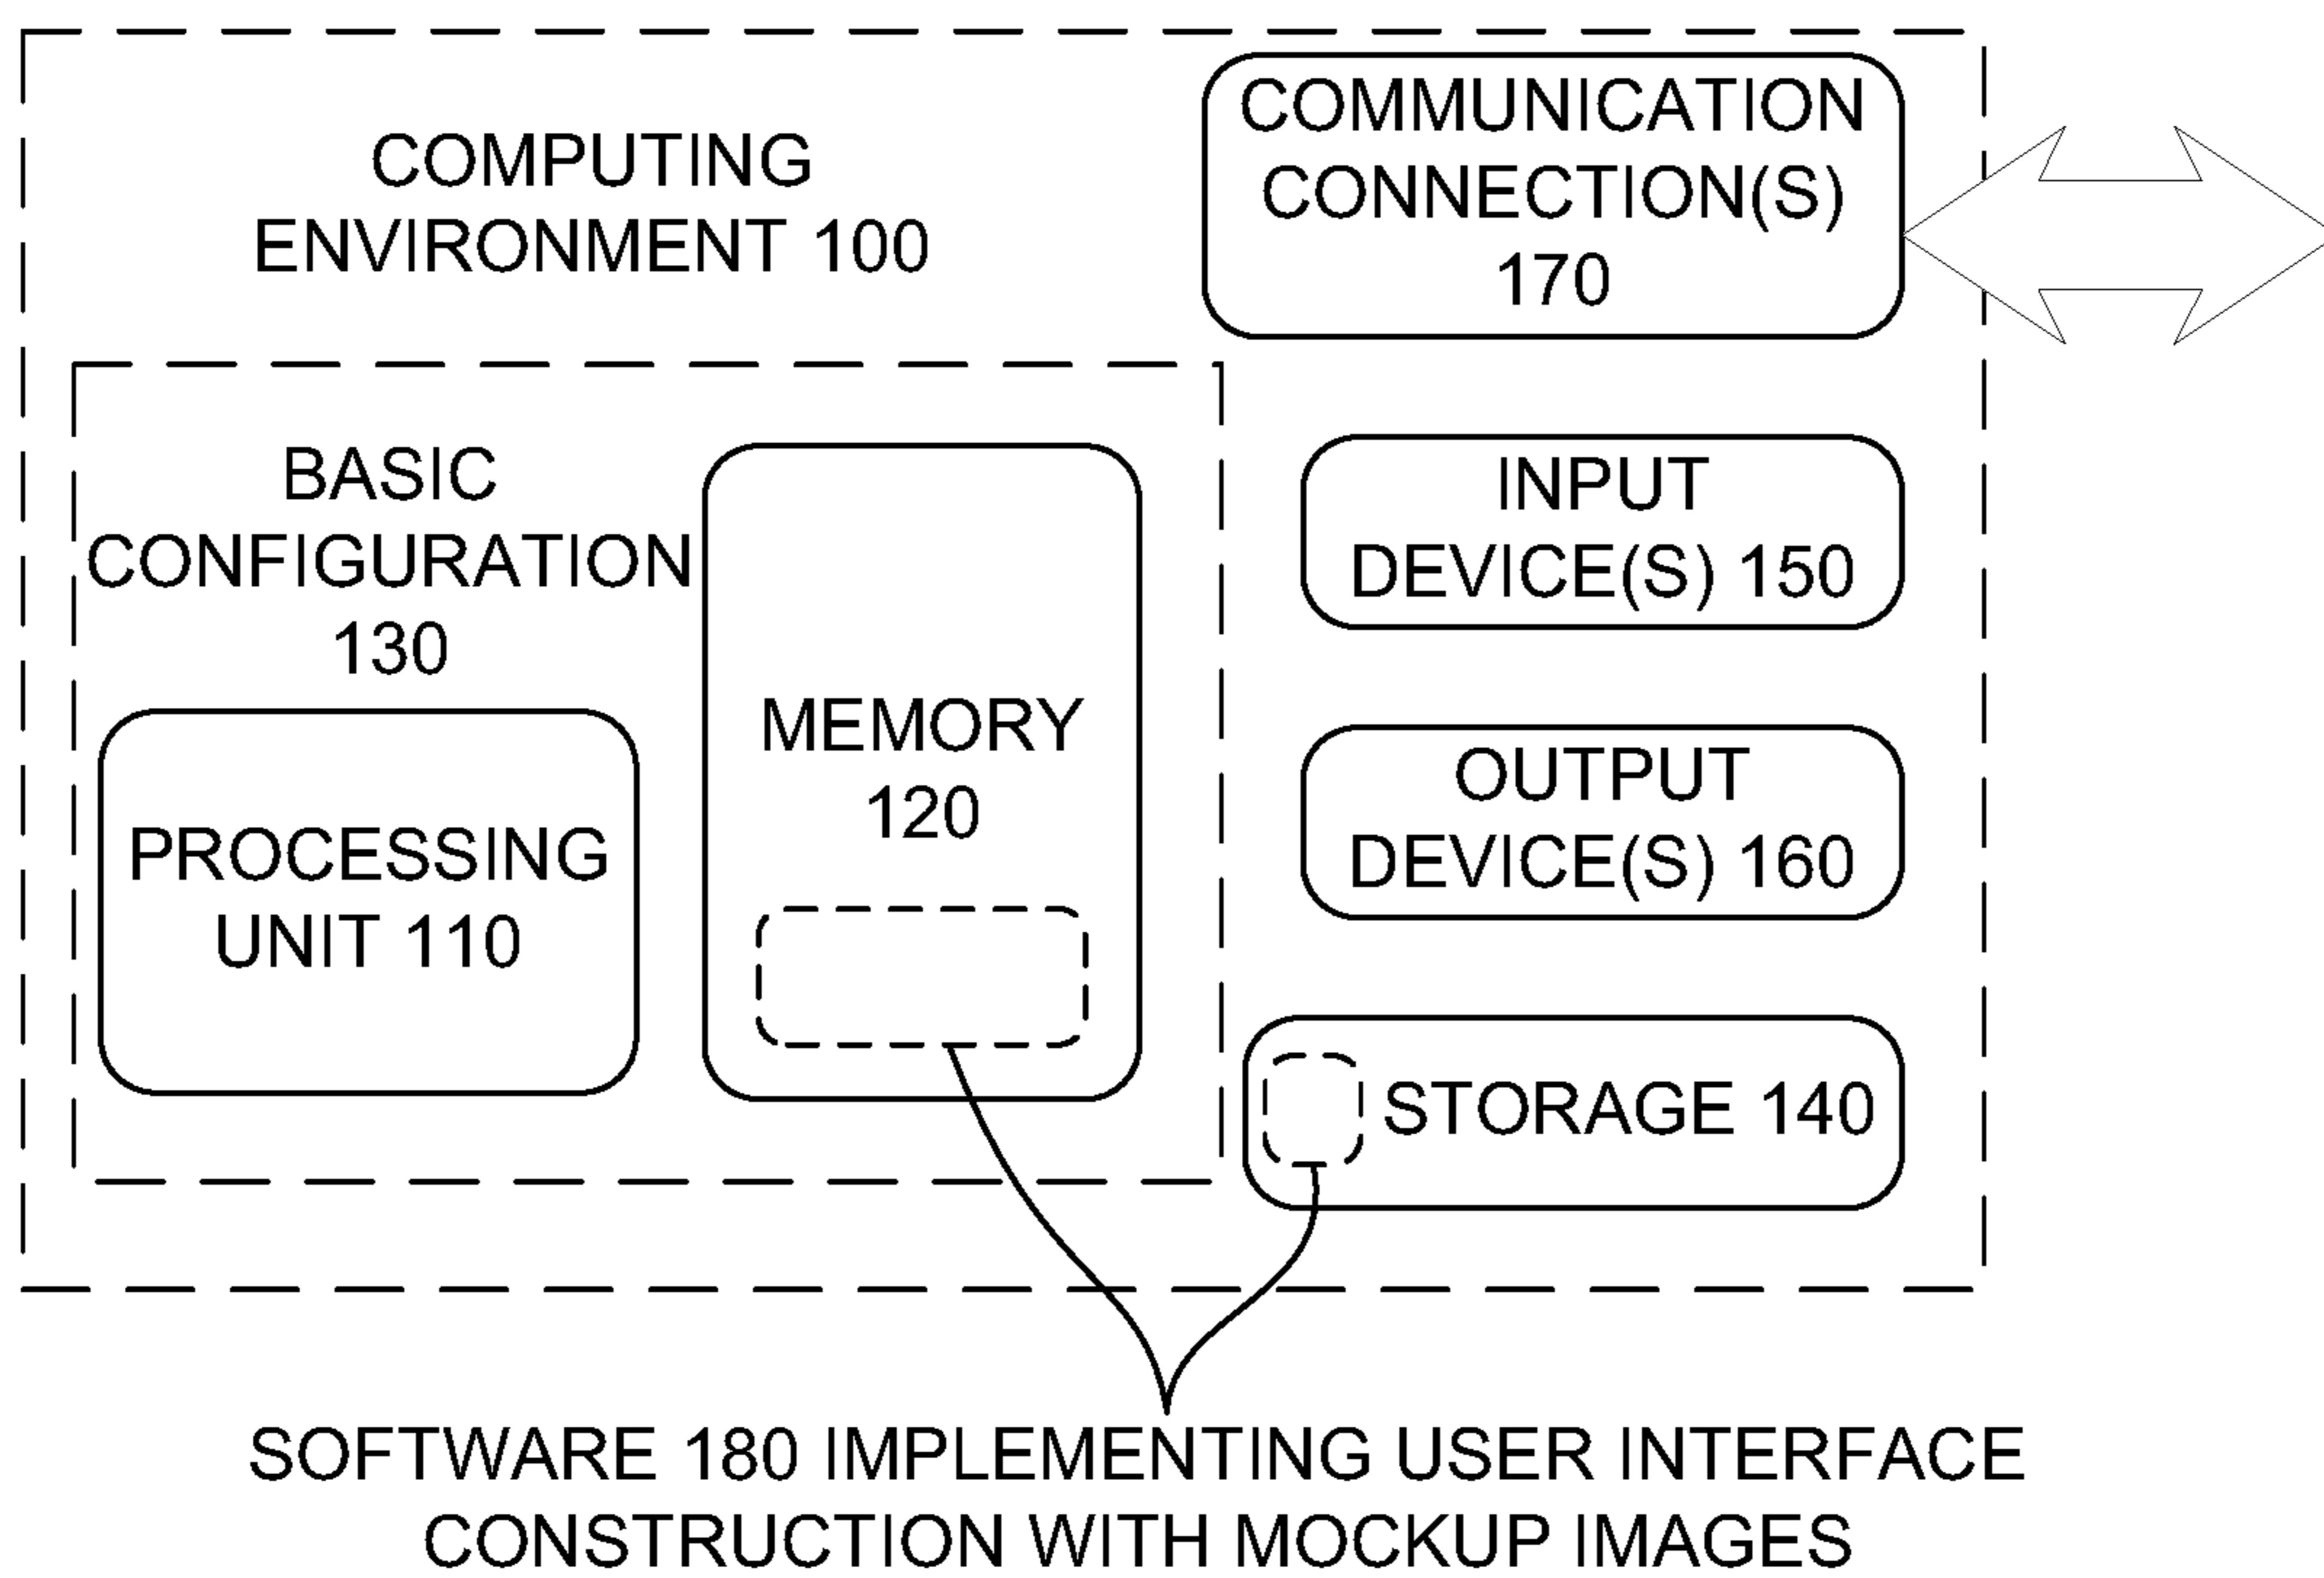 COMPUTING
ENVIRONMENT 100
COMMUNICATION
CONNECTION(S)
170
BASIC
CONFIGURATION
130
MEMORY
120
PROCESSING
UNIT 110
INPUT
DEVICE(S) 150
OUTPUT
DEVICE(S) 160
STORAGE 140
SOFTWARE 180 IMPLEMENTING USER INTERFACE
CONSTRUCTION WITH MOCKUP IMAGES